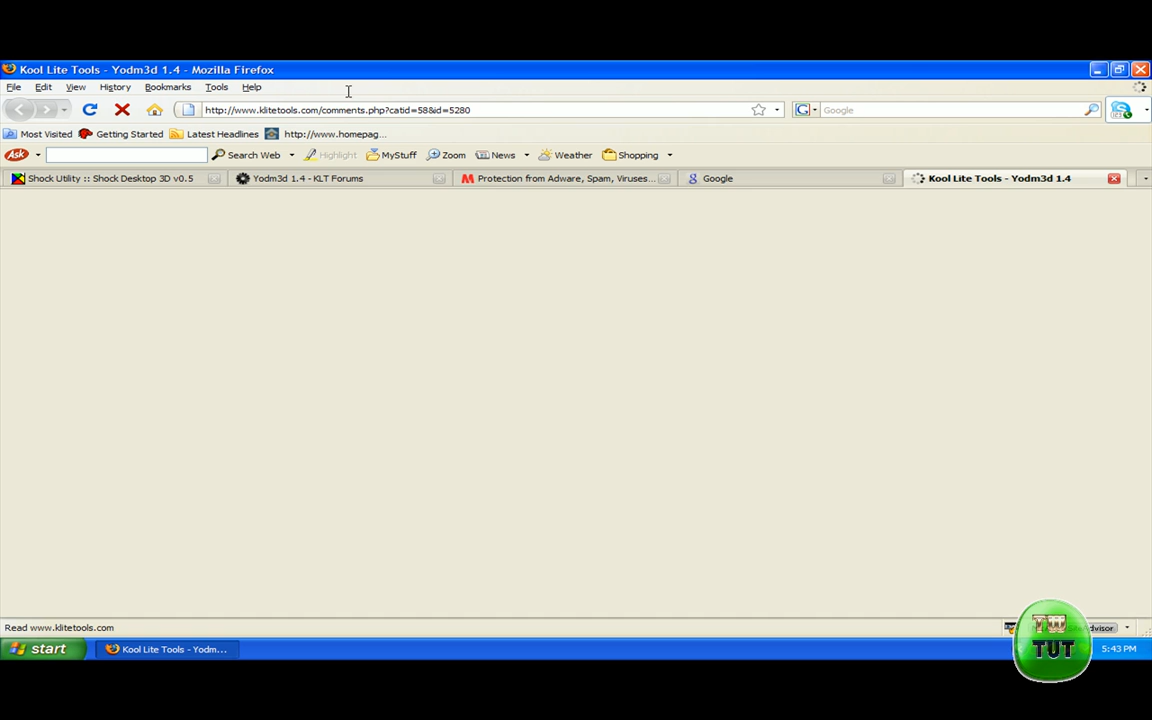 Kool Lite Tools - Yodm3d 1.4 - Mozilla Firefox
File Edit View History Bookmarks Tools Help
http://www.klitetools.com/comments.php?catid=58&id=5280 Google
Most Visited Getting Started Latest Headlines http://www.homepag...
Ask Search Web Highlight MyStuff Zoom News Weather Shopping
Shock Utility :: Shock Desktop 3D v0.5 Yodm3d 1.4 - KLT Forums Protection from Adware, Spam, Viruses... Google Kool Lite Tools - Yodm3d 1.4
Read www.klitetools.com
start Kool Lite Tools - Yodm... 5:43 PM
TW
TUT